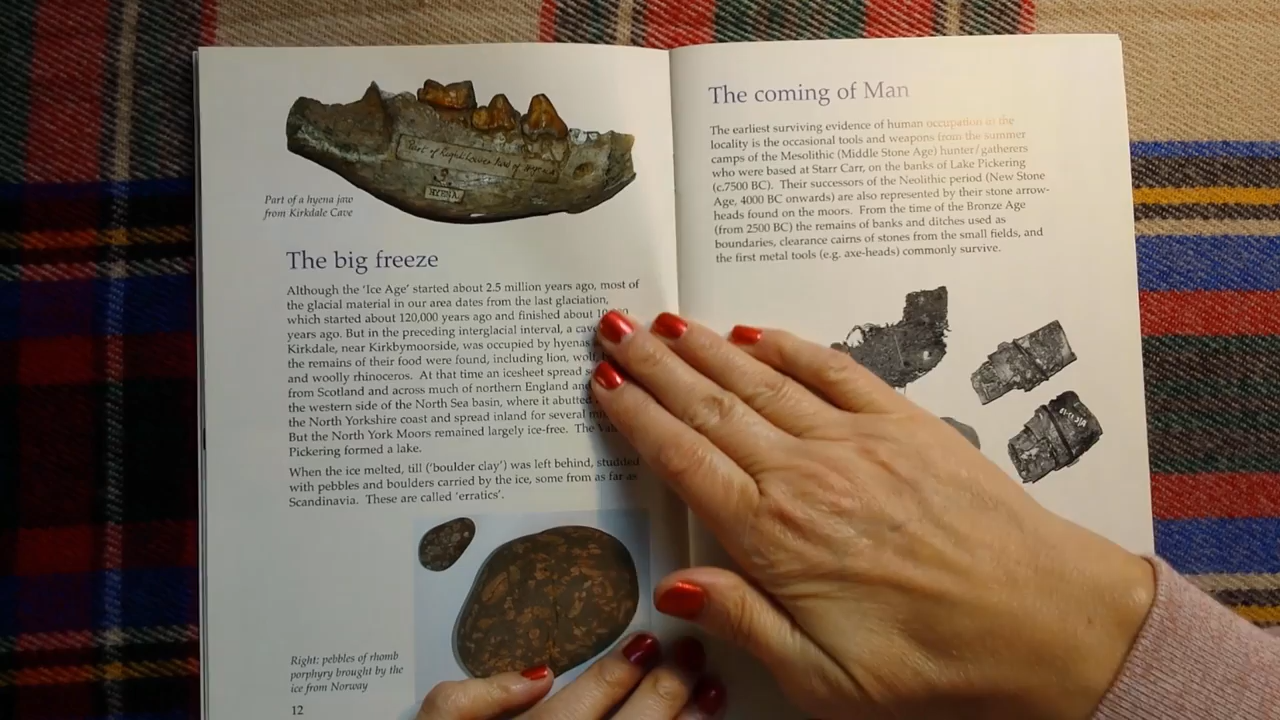 Part of Right Lower Jaw of Hyena
HYENA.
Part of a hyena jaw
from Kirkdale Cave
The big freeze
Although the 'Ice Age' started about 2.5 million years ago, most of
the glacial material in our area dates from the last glaciation,
which started about 120,000 years ago and finished about
years ago. But in the preceding interglacial interval, a cave
Kirkdale, near Kirkbymoorside, was occupied by hyenas
the remains of their food were found, including lion, wolf,
and woolly rhinoceros. At that time an icesheet spread
from Scotland and across much of northern England and
the western side of the North Sea basin, where it abutted
the North Yorkshire coast and spread inland for several
But the North York Moors remained largely ice-free. The
Pickering formed a lake.
When the ice melted, till ('boulder clay') was left behind, studded
with pebbles and boulders carried by the ice, some from as far as
Scandinavia. These are called 'erratics'.
Right: pebbles of rhomb
porphyry brought by the
ice from Norway
12
The coming of Man
The earliest surviving evidence of human occupation in the
locality is the occasional tools and weapons from the summer
camps of the Mesolithic (Middle Stone Age) hunter/gatherers
who were based at Starr Carr, on the banks of Lake Pickering
(c.7500 BC). Their successors of the Neolithic period (New Stone
Age, 4000 BC onwards) are also represented by their stone arrow-
heads found on the moors. From the time of the Bronze Age
(from 2500 BC) the remains of banks and ditches used as
boundaries, clearance cairns of stones from the small fields, and
the first metal tools (e.g. axe-heads) commonly survive.